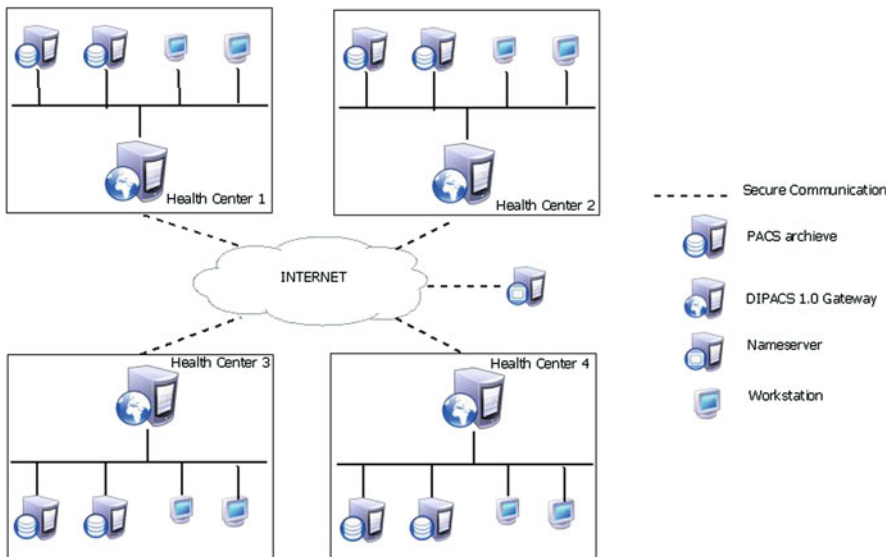 Health Center 1
Health Center 2
INTERNET
Health Center 3
Health Center 4
Secure Communication
PACS archieve
DIPACS 1.0 Gateway
Nameserver
Workstation